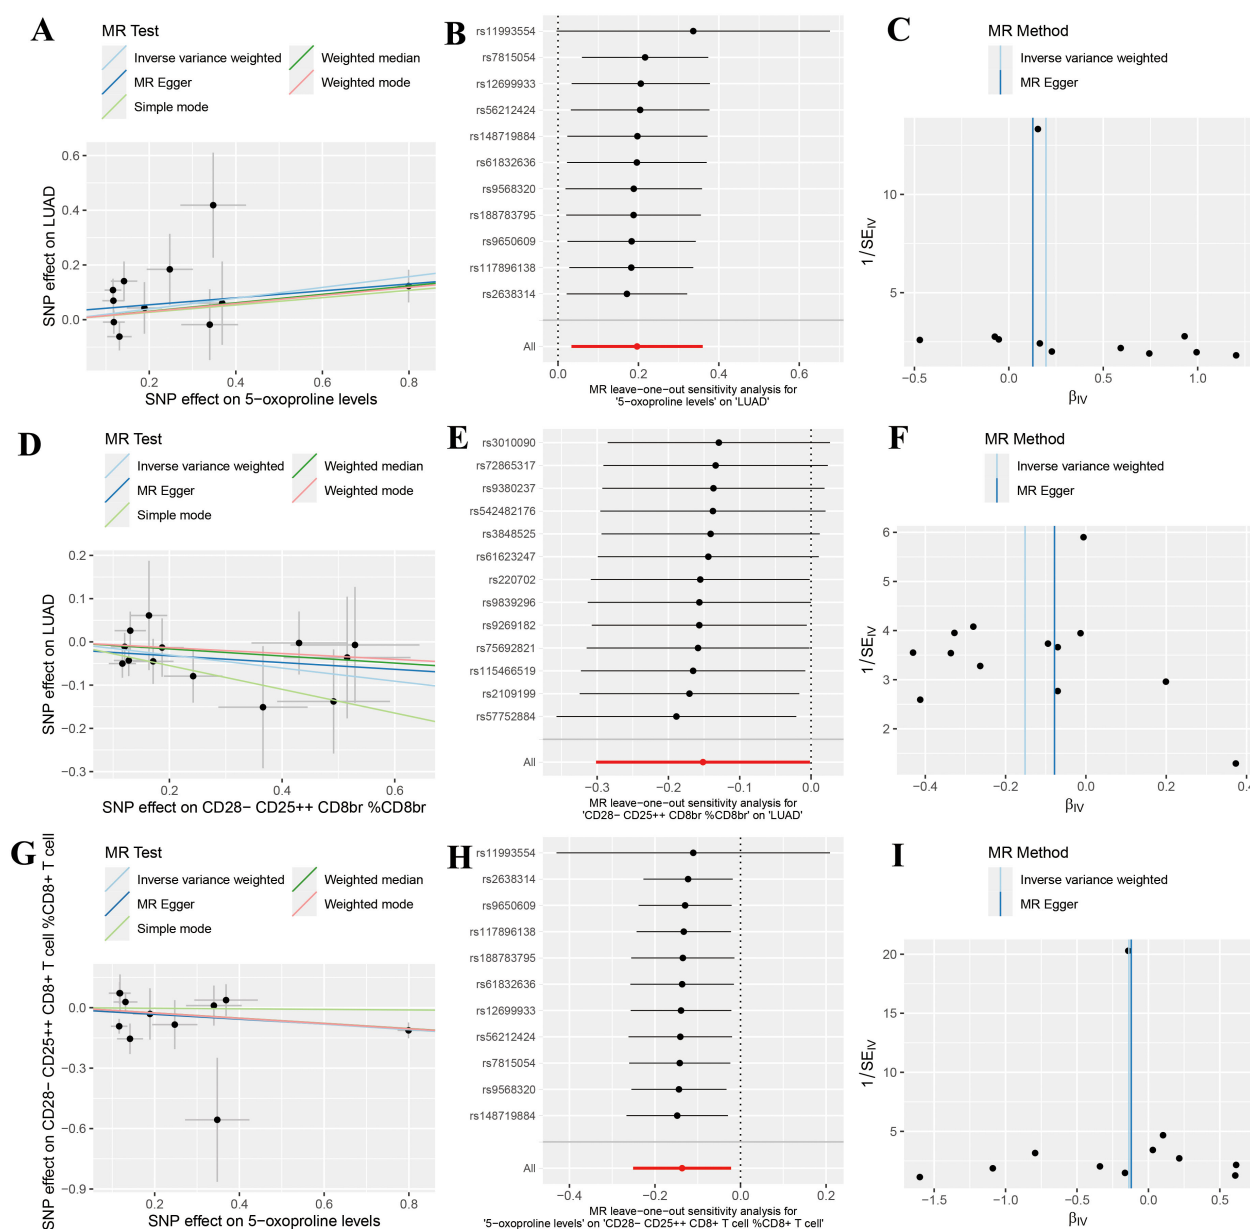 A
MR Test
Inverse variance weighted
Weighted median
MR Egger
Weighted mode
Simple mode
SNP effect on LUAD
0.6
0.4
0.2
0.0
0.2
0.4
0.6
0.8
SNP effect on 5−oxoproline levels
B
rs11993554
rs7815054
rs12699933
rs56212424
rs148719884
rs61832636
rs9568320
rs188783795
rs9650609
rs117896138
rs2638314
All
0.0
0.2
0.4
0.6
MR leave−one−out sensitivity analysis for
'5−oxoproline levels' on 'LUAD'
C
MR Method
Inverse variance weighted
MR Egger
1/SE_IV
10
5
−0.5
0.0
0.5
1.0
β_IV
D
MR Test
Inverse variance weighted
Weighted median
MR Egger
Weighted mode
Simple mode
SNP effect on LUAD
0.2
0.1
0.0
−0.1
−0.2
−0.3
0.2
0.4
0.6
SNP effect on CD28− CD25++ CD8br %CD8br
E
rs3010090
rs72865317
rs9380237
rs542482176
rs3848525
rs61623247
rs220702
rs9839296
rs9269182
rs75692821
rs115466519
rs2109199
rs57752884
All
−0.3
−0.2
−0.1
0.0
MR leave−one−out sensitivity analysis for
'CD28− CD25++ CD8br %CD8br' on 'LUAD'
F
MR Method
Inverse variance weighted
MR Egger
1/SE_IV
6
5
4
3
2
−0.4
−0.2
0.0
0.2
0.4
β_IV
G
MR Test
Inverse variance weighted
Weighted median
MR Egger
Weighted mode
Simple mode
SNP effect on CD28− CD25++ CD8+ T cell %CD8+ T cell
0.0
−0.3
−0.6
−0.9
0.2
0.4
0.6
0.8
SNP effect on 5−oxoproline levels
H
rs11993554
rs2638314
rs9650609
rs117896138
rs188783795
rs61832636
rs12699933
rs56212424
rs7815054
rs9568320
rs148719884
All
−0.4
−0.2
0.0
0.2
MR leave−one−out sensitivity analysis for
'5−oxoproline levels' on 'CD28− CD25++ CD8+ T cell %CD8+ T cell'
I
MR Method
Inverse variance weighted
MR Egger
1/SE_IV
20
15
10
5
−1.5
−1.0
−0.5
0.0
0.5
β_IV